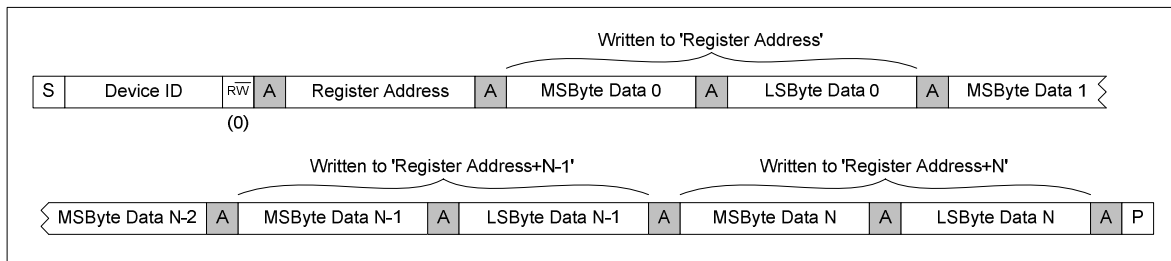 Written to 'Register Address'
S Device ID RW̅ A Register Address A MSByte Data 0 A LSByte Data 0 A MSByte Data 1
(0)
Written to 'Register Address+N-1' Written to 'Register Address+N'
MSByte Data N-2 A MSByte Data N-1 A LSByte Data N-1 A MSByte Data N A LSByte Data N A P